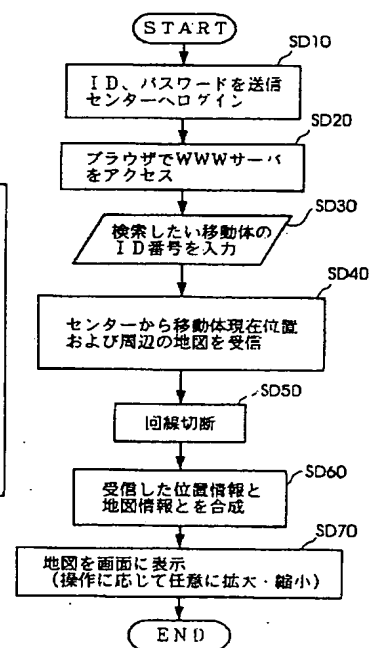 START
SD10
ID、パスワードを送信
センターへログイン
SD20
ブラウザでWWWサーバ
をアクセス
SD30
検索したい移動体の
ID番号を入力
SD40
センターから移動体現在位置
および周辺の地図を受信
SD50
回線切断
SD60
受信した位置情報と
地図情報とを合成
SD70
地図を画面に表示
(操作に応じて任意に拡大・縮小)
END